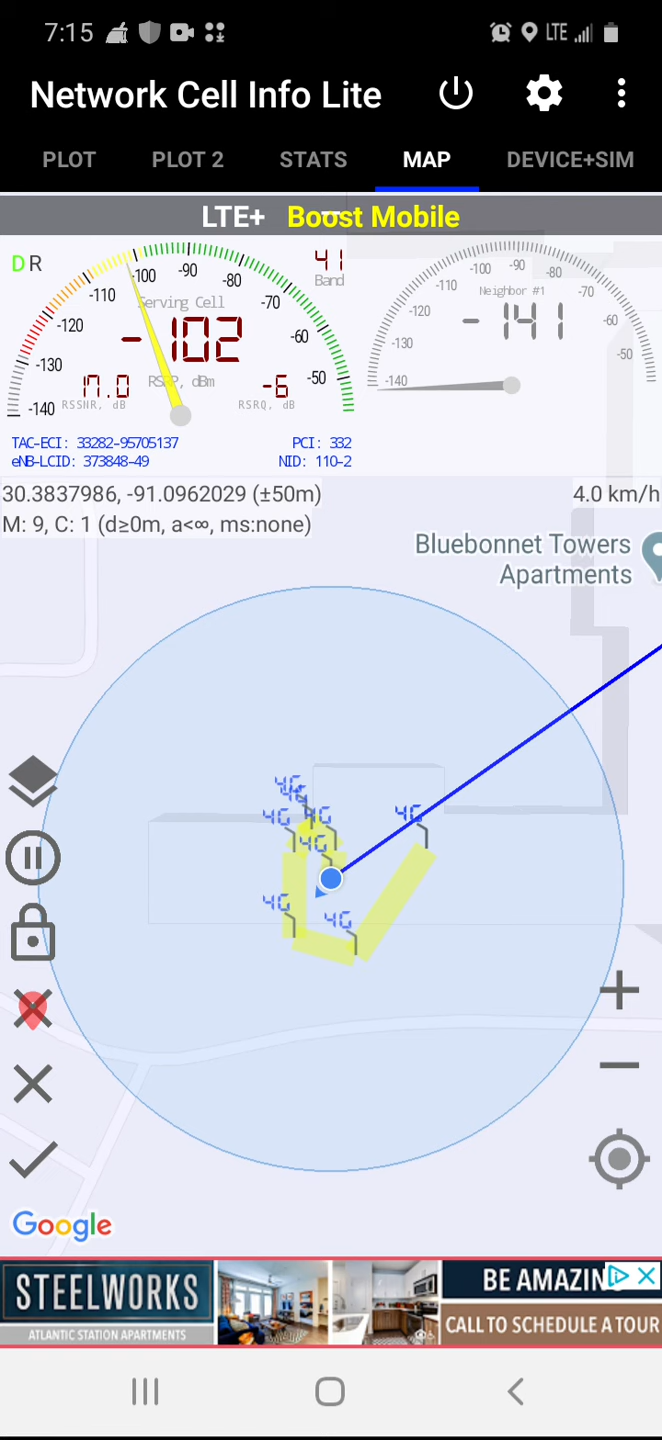 7:15
LTE
Network Cell Info Lite
PLOT PLOT 2 STATS MAP DEVICE+SIM
LTE+ Boost Mobile
D R
-140 -130 -120 -110 -100 -90 -80 -70 -60 -50
41
Band
Serving Cell
-102
RSRP, dBm
17.0
RSSNR, dB
-6
RSRQ, dB
-140 -130 -120 -110 -100 -90 -80 -70 -60 -50
Neighbor #1
-141
TAC-ECI: 33282-95705137 PCI: 332
eNB-LCID: 373848-49 NID: 110-2
30.3837986, -91.0962029 (±50m) 4.0 km/h
M: 9, C: 1 (d≥0m, a<∞, ms:none)
Bluebonnet Towers
Apartments
4G
4G
4G
4G
4G
4G
4G
4G
Google
STEELWORKS
ATLANTIC STATION APARTMENTS
BE AMAZIN
CALL TO SCHEDULE A TOUR